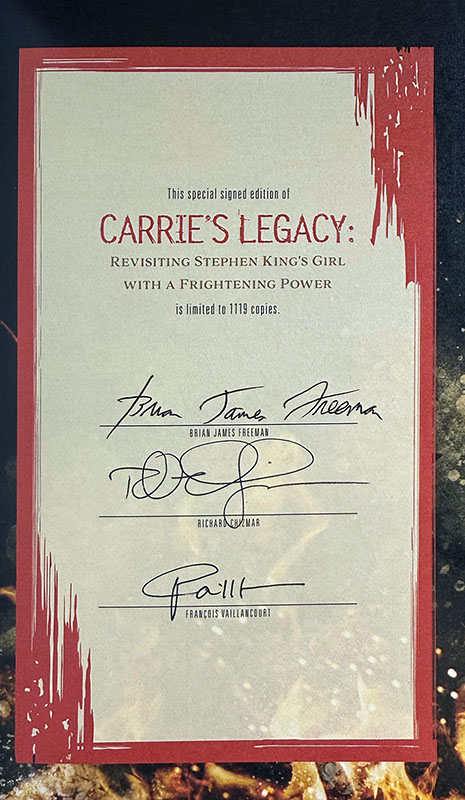 This special signed edition of
CARRIE'S LEGACY:
REVISITING STEPHEN KING'S GIRL
WITH A FRIGHTENING POWER
is limited to 1119 copies.
Brian James Freeman
BRIAN JAMES FREEMAN
RICHARD CHIZMAR
FRANÇOIS VAILLANCOURT